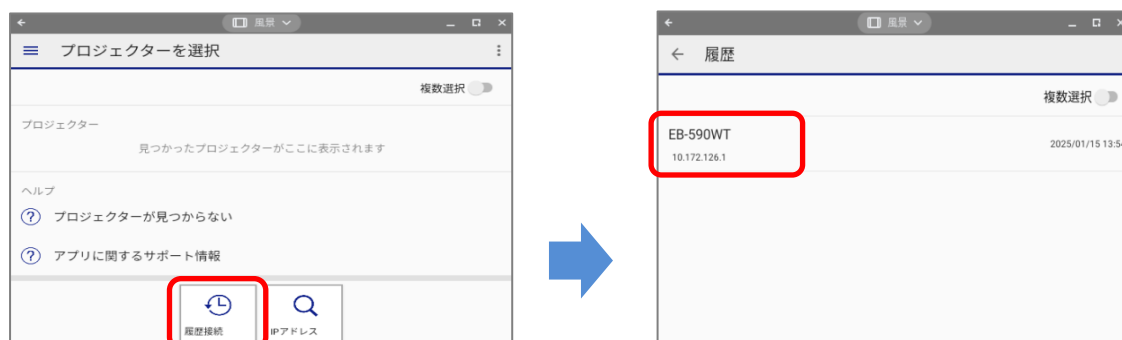 風景
プロジェクターを選択
複数選択
プロジェクター
見つかったプロジェクターがここに表示されます
ヘルプ
? プロジェクターが見つからない
? アプリに関するサポート情報
履歴接続
IPアドレス
風景
履歴
複数選択
EB-590WT
2025/01/15 13:54
10.172.126.1